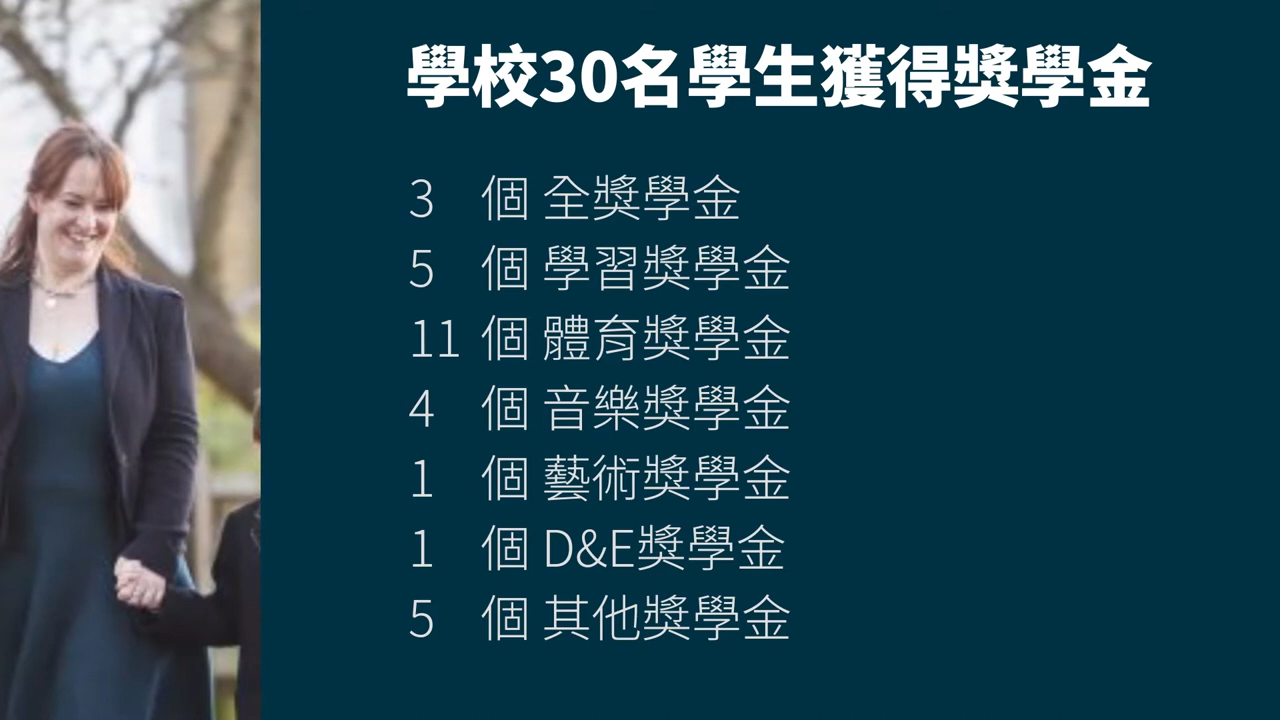 學校30名學生獲得獎學金
3 個 全獎學金
5 個 學習獎學金
11 個 體育獎學金
4 個 音樂獎學金
1 個 藝術獎學金
1 個 D&E獎學金
5 個 其他獎學金